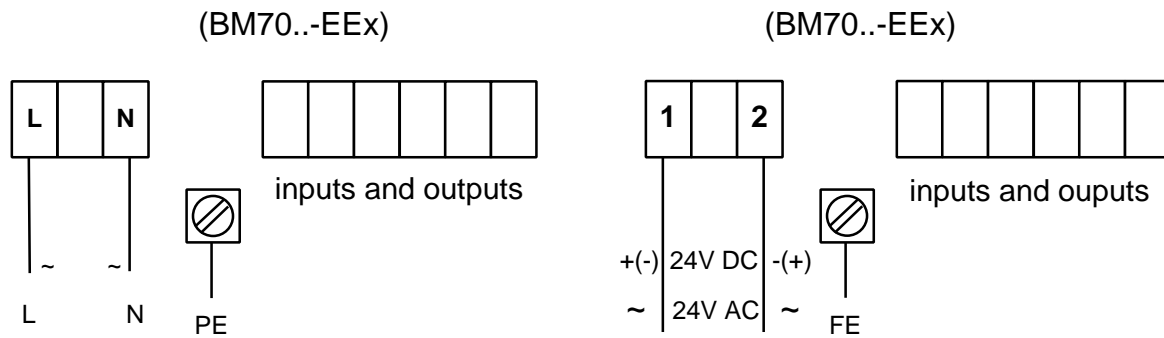 (BM70..-EEx)
(BM70..-EEx)
L N
1 2
inputs and outputs
inputs and ouputs
+(-) 24V DC -(+)
~ ~
L N PE
~ 24V AC ~
FE